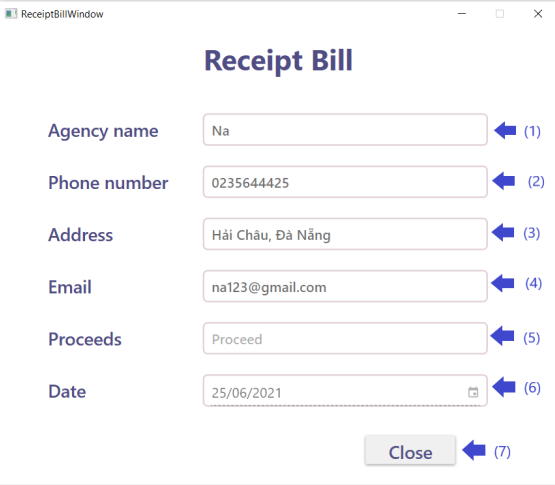 ReceiptBillWindow
Receipt Bill
Agency name Na (1)
Phone number 0235644425 (2)
Address Hải Châu, Đà Nẵng (3)
Email na123@gmail.com (4)
Proceeds Proceed (5)
Date 25/06/2021 (6)
Close (7)